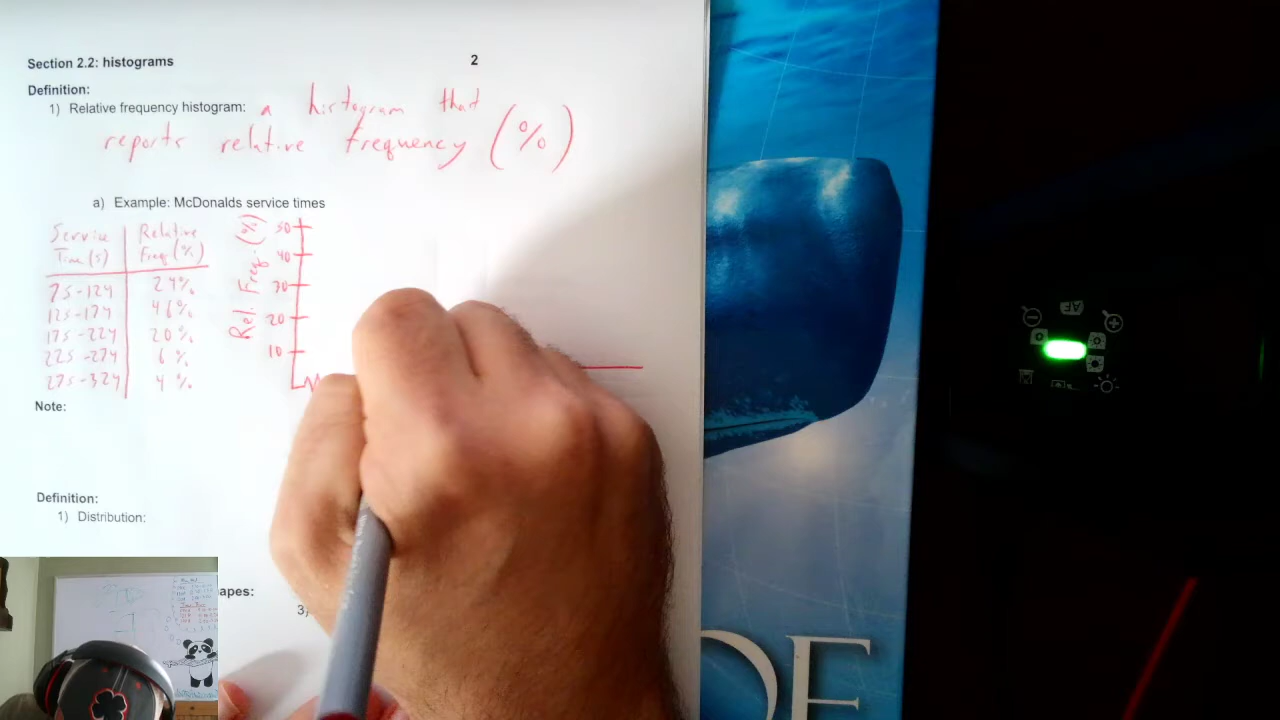 Section 2.2: histograms 2
Definition:
1) Relative frequency histogram: a histogram that
reports relative frequency (%)
a) Example: McDonalds service times
Service Time (s) Relative Freq (%)
75-124 24%
125-174 46%
175-224 20%
225-274 6%
275-324 4%
Rel. Freq. (%)
50
40
30
20
10
Note:
Definition:
1) Distribution:
apes:
3)
DE